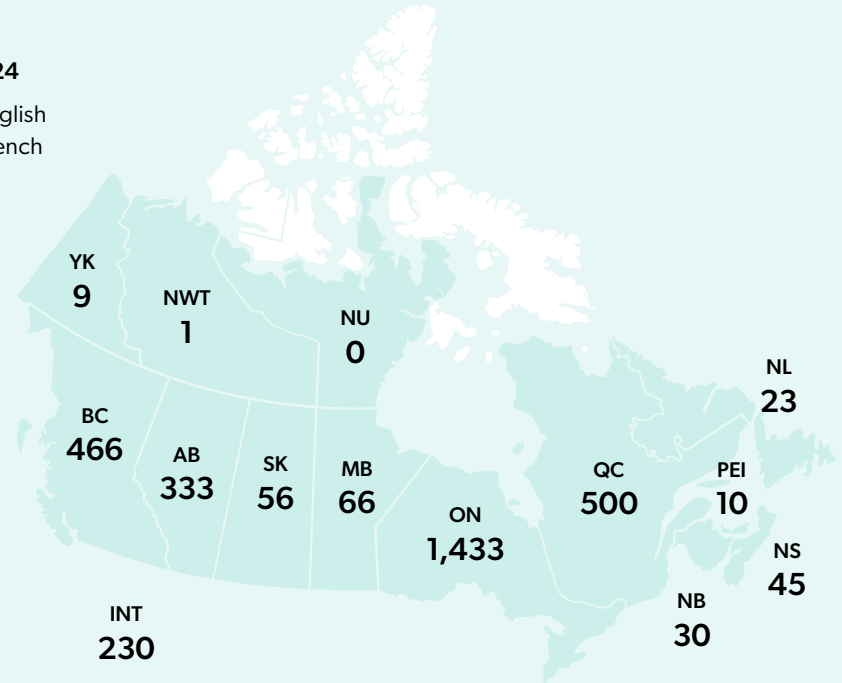 24
glish
ench
YK
9
NWT
1
NU
0
NL
23
BC
466
AB
333
SK
56
MB
66
ON
1,433
QC
500
PEI
10
NS
45
NB
30
INT
230